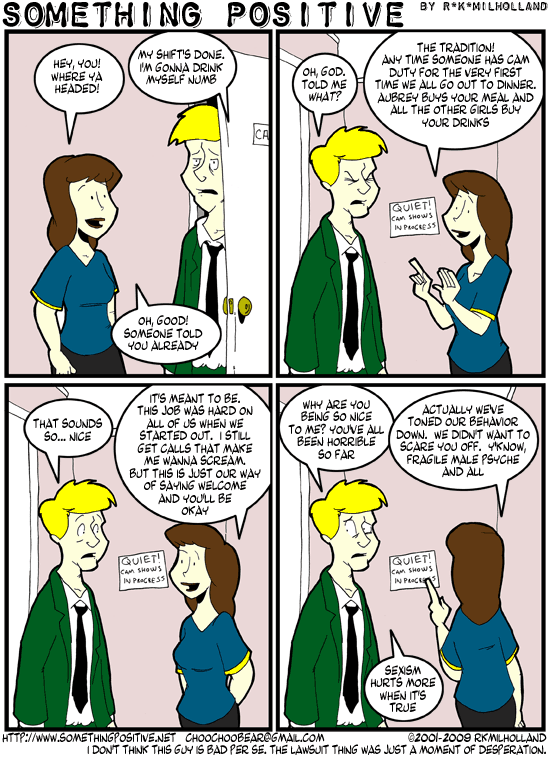 SOMETHING POSITIVE BY R*K*MILHOLLAND
HEY, YOU!
WHERE YA
HEADED!
MY SHIFT'S DONE.
I'M GONNA DRINK
MYSELF NUMB
CA
OH, GOOD!
SOMEONE TOLD
YOU ALREADY
OH, GOD.
TOLD ME
WHAT?
THE TRADITION!
ANY TIME SOMEONE HAS CAM
DUTY FOR THE VERY FIRST
TIME WE ALL GO OUT TO DINNER.
AUBREY BUYS YOUR MEAL AND
ALL THE OTHER GIRLS BUY
YOUR DRINKS
QUIET!
CAM SHOWS
IN PROGRESS
THAT SOUNDS
SO... NICE
IT'S MEANT TO BE.
THIS JOB WAS HARD ON
ALL OF US WHEN WE
STARTED OUT. I STILL
GET CALLS THAT MAKE
ME WANNA SCREAM.
BUT THIS IS JUST OUR WAY
OF SAYING WELCOME
AND YOU'LL BE
OKAY
QUIET!
CAM SHOWS
IN PROGRESS
WHY ARE YOU
BEING SO NICE
TO ME? YOU'VE ALL
BEEN HORRIBLE
SO FAR
ACTUALLY WE'VE
TONED OUR BEHAVIOR
DOWN. WE DIDN'T WANT TO
SCARE YOU OFF. Y'KNOW,
FRAGILE MALE PSYCHE
AND ALL
QUIET!
CAM SHOWS
IN PROGRESS
SEXISM
HURTS MORE
WHEN IT'S
TRUE
HTTP://WWW.SOMETHINGPOSITIVE.NET CHOOCHOOBEAR@GMAIL.COM ©2001-2009 RKMILHOLLAND
I DON'T THINK THIS GUY IS BAD PER SE. THE LAWSUIT THING WAS JUST A MOMENT OF DESPERATION.